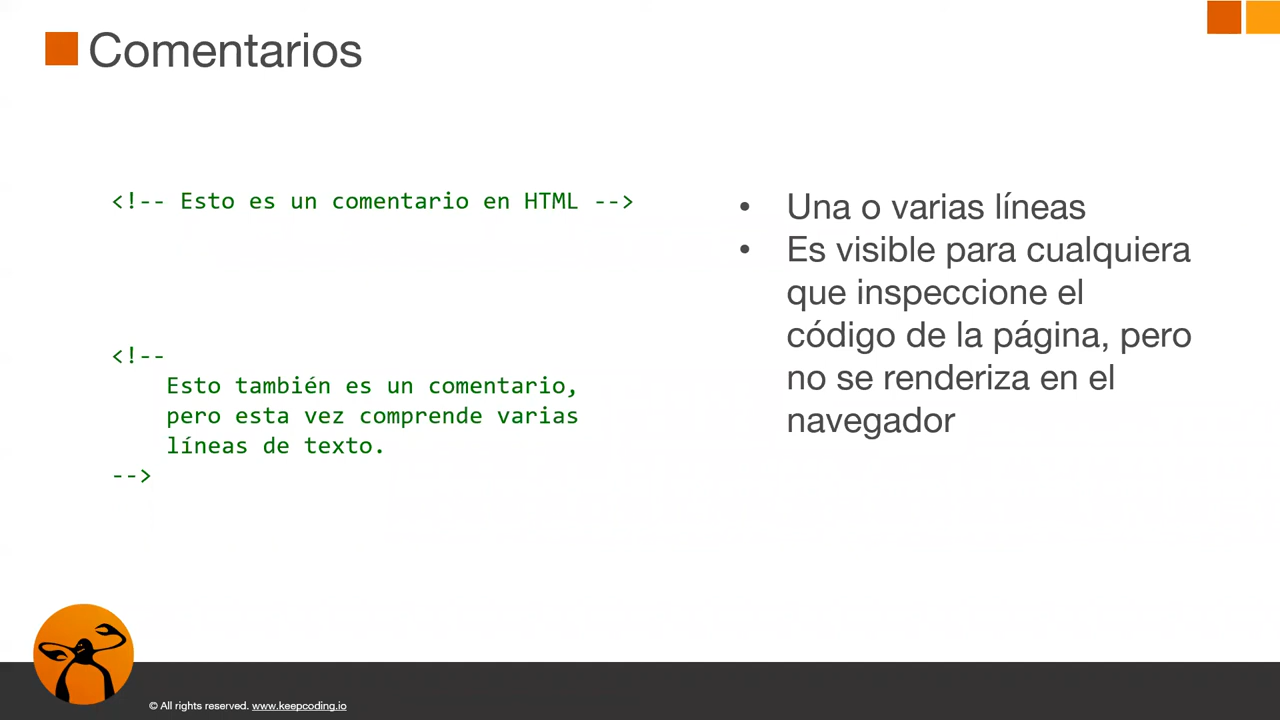 Comentarios
<!-- Esto es un comentario en HTML -->
<!--
Esto también es un comentario,
pero esta vez comprende varias
líneas de texto.
-->
• Una o varias líneas
• Es visible para cualquiera
que inspeccione el
código de la página, pero
no se renderiza en el
navegador
© All rights reserved. www.keepcoding.io